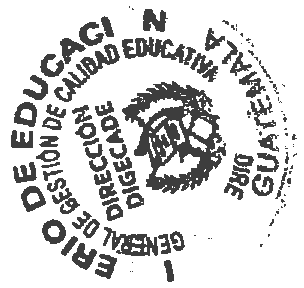 ERIO DE EDUCACI N
GUATEMALA
DIRE
GENERAL DE GESTIÓN DE CALIDAD EDUCATIVA
DIRECCIÓN
DIGECADE